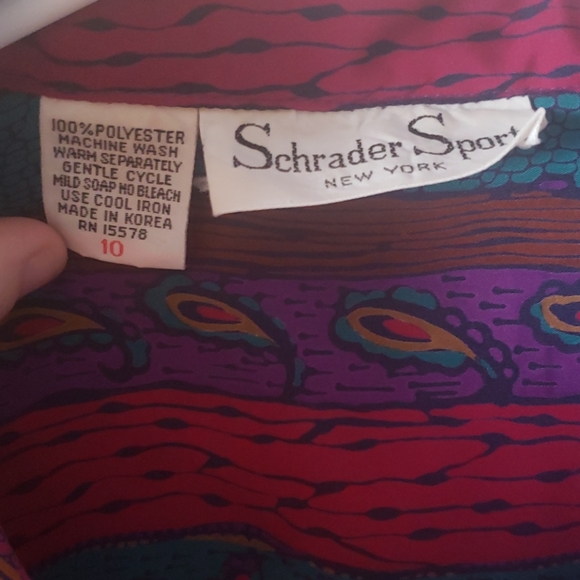 100% POLYESTER
MACHINE WASH
WARM SEPARATELY
GENTLE CYCLE
MILD SOAP NO BLEACH
USE COOL IRON
MADE IN KOREA
RN 15578
10
Schrader Sport
NEW YORK